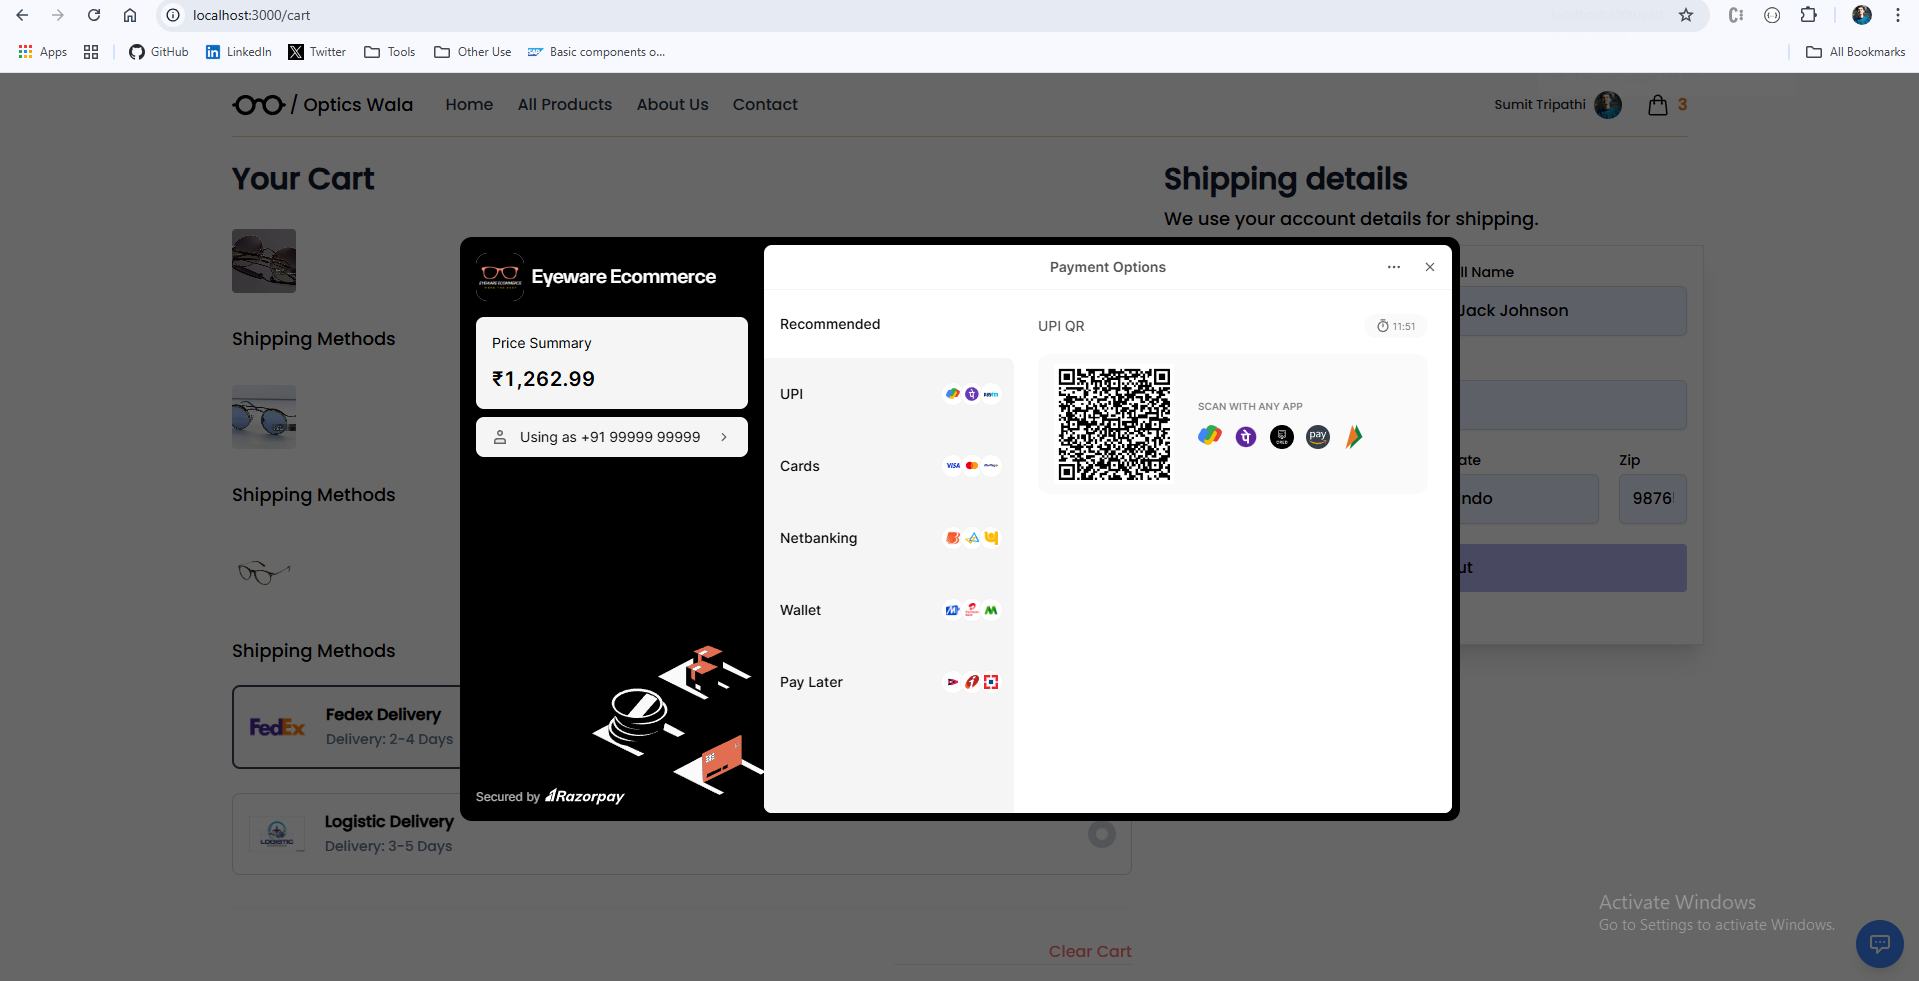 localhost:3000/cart
Apps
GitHub
LinkedIn
Twitter
Tools
Other Use
Basic components o...
All Bookmarks
/ Optics Wala
Home
All Products
About Us
Contact
Sumit Tripathi
3
Your Cart
Shipping Methods
Shipping Methods
Shipping Methods
FedEx
Fedex Delivery
Delivery: 2-4 Days
LOGISTIC
Logistic Delivery
Delivery: 3-5 Days
Clear Cart
Shipping details
We use your account details for shipping.
ll Name
Jack Johnson
ate
Zip
ndo
9876
ut
Eyeware Ecommerce
Price Summary
₹1,262.99
Using as +91 99999 99999
Secured by Razorpay
Payment Options
Recommended
UPI
Cards
VISA
Netbanking
Wallet
Pay Later
UPI QR
11:51
SCAN WITH ANY APP
pay
Activate Windows
Go to Settings to activate Windows.